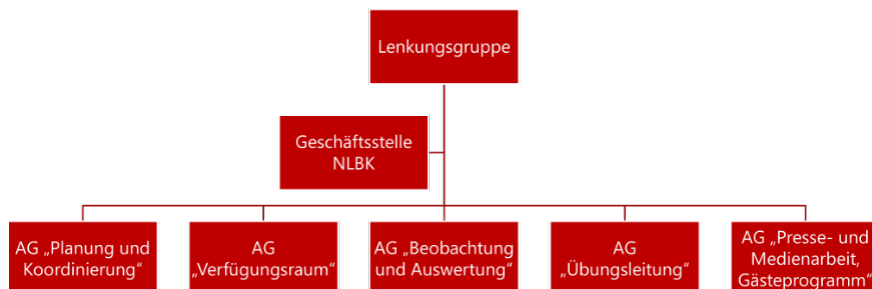 Lenkungsgruppe
Geschäftsstelle
NLBK
AG „Planung und
Koordinierung“
AG
„Verfügungsraum“
AG „Beobachtung
und Auswertung“
AG
„Übungsleitung“
AG „Presse- und
Medienarbeit,
Gästeprogramm“